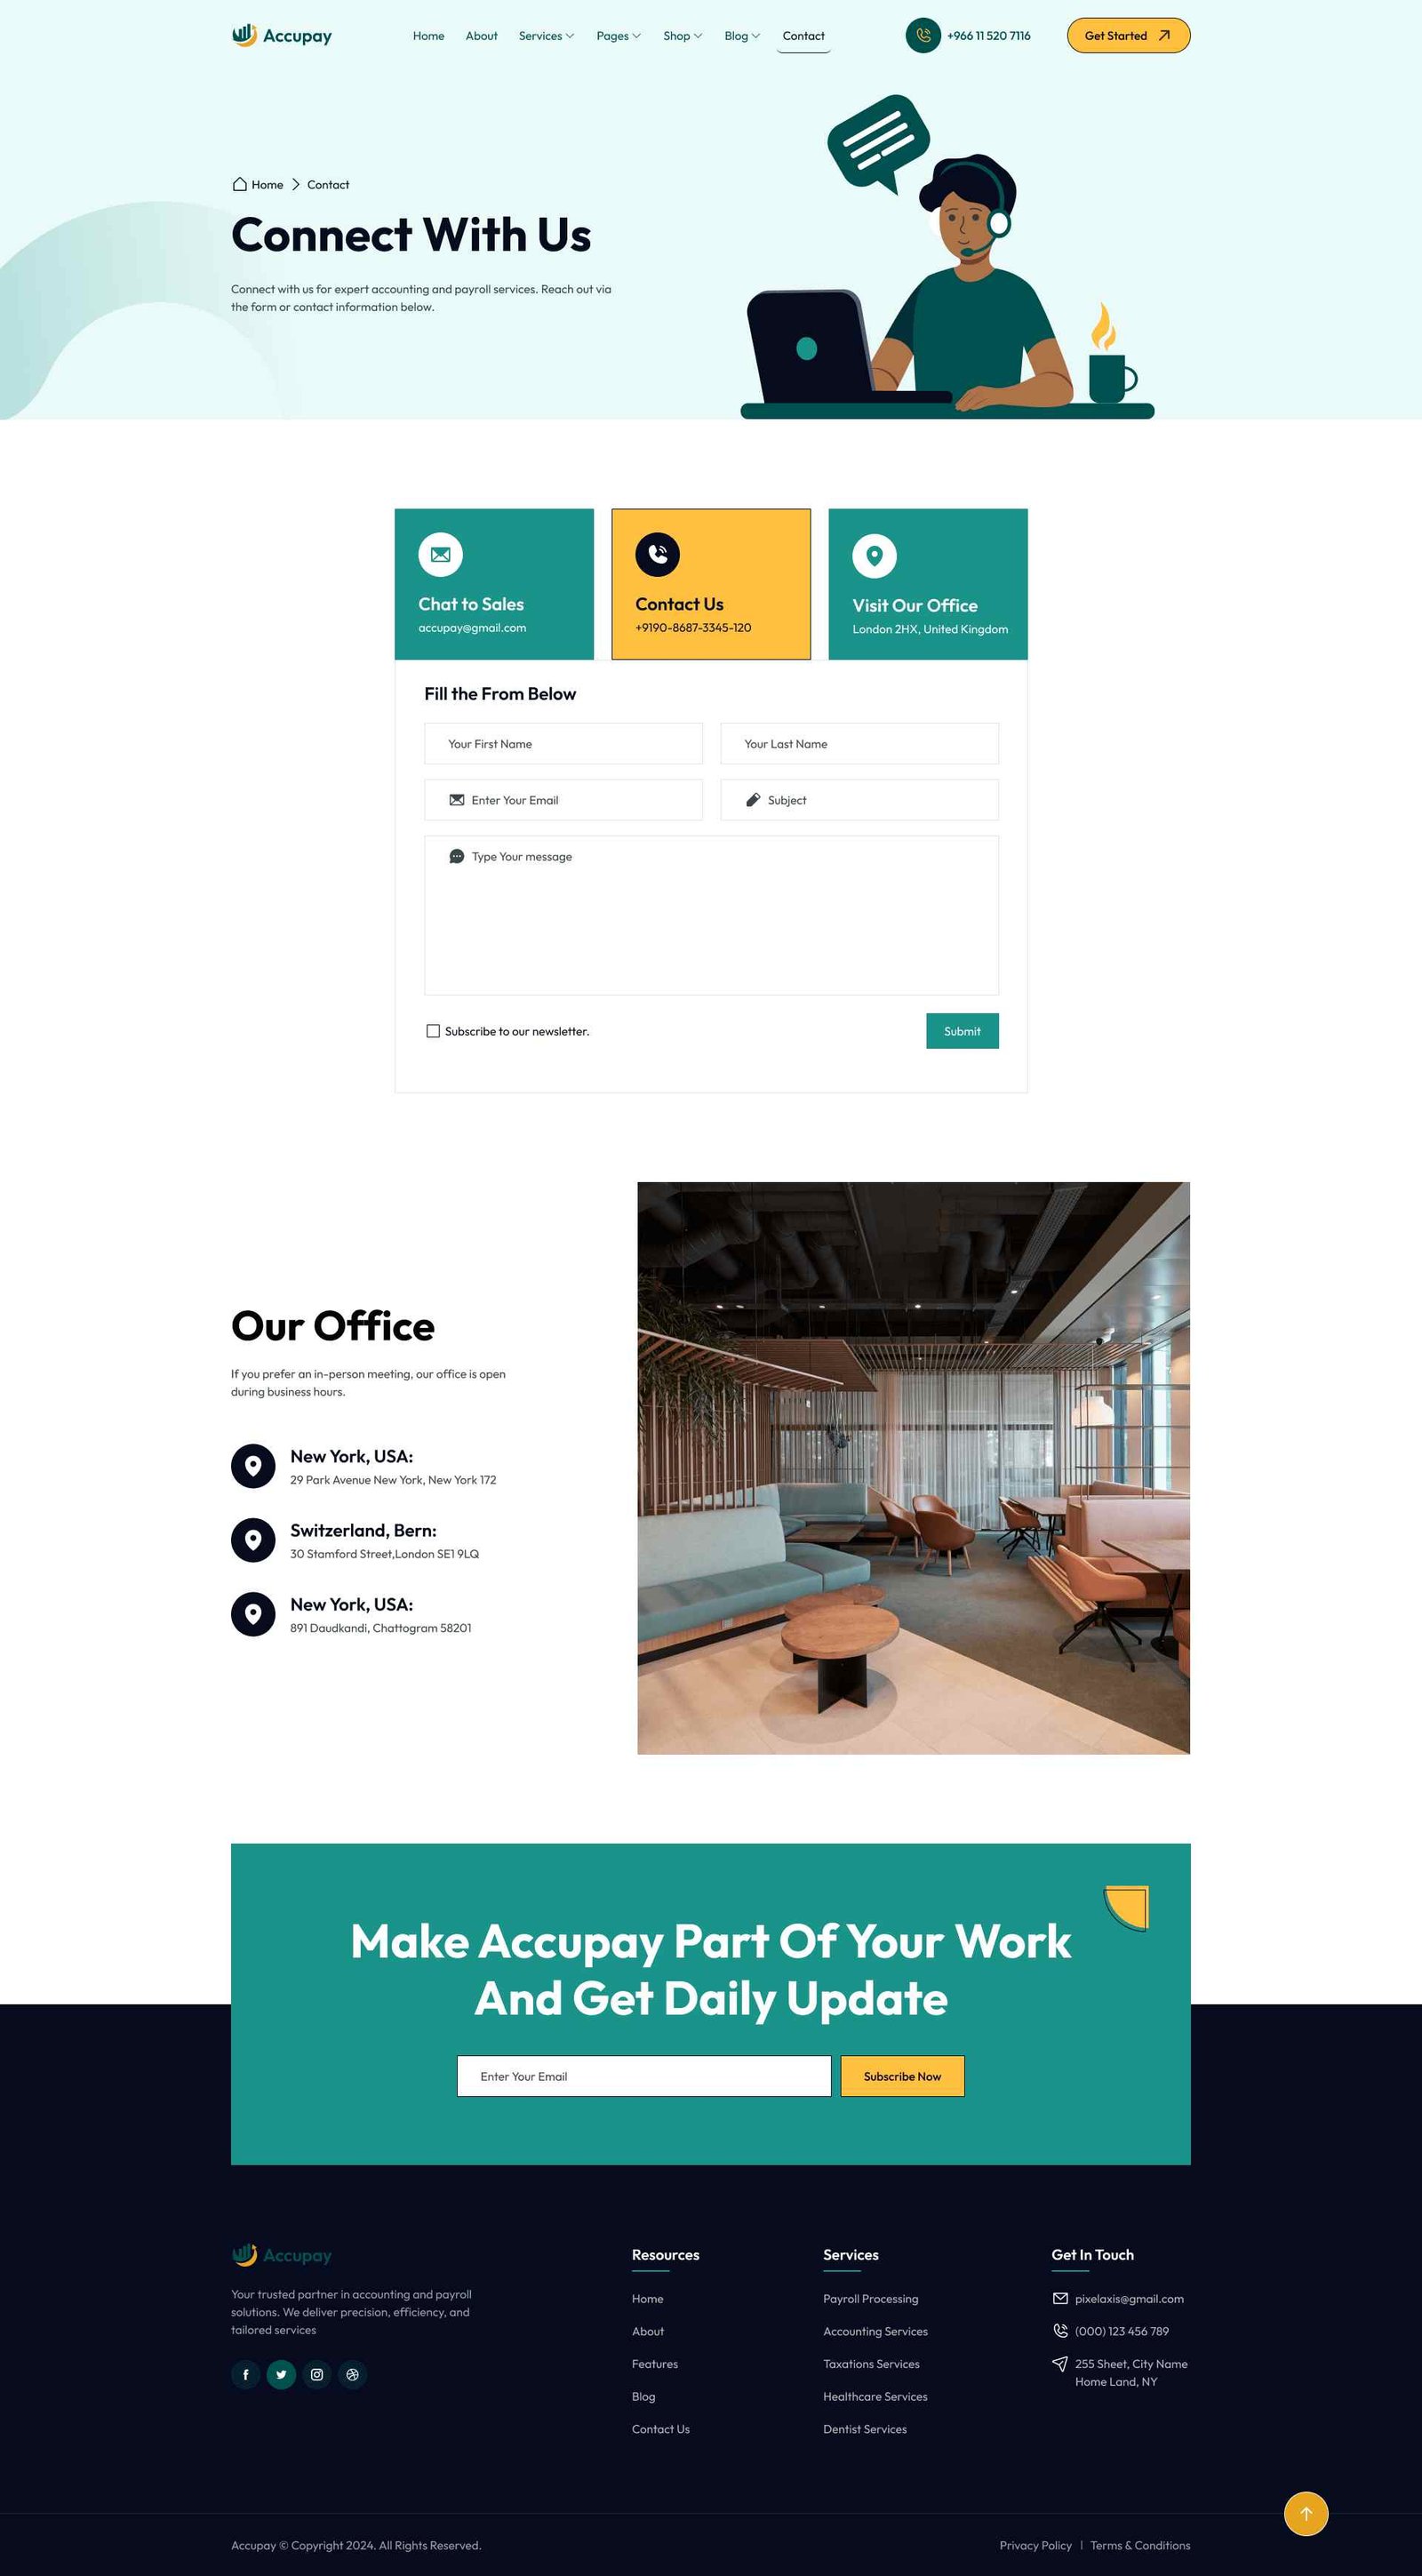 Accupay
Home
About
Services
Pages
Shop
Blog
Contact
+966 11 520 7116
Get Started
Home
Contact
Connect With Us
Connect with us for expert accounting and payroll services. Reach out via
the form or contact information below.
Chat to Sales
accupay@gmail.com
Contact Us
+9190-8687-3345-120
Visit Our Office
London 2HX, United Kingdom
Fill the From Below
Your First Name
Your Last Name
Enter Your Email
Subject
Type Your message
Subscribe to our newsletter.
Submit
Our Office
If you prefer an in-person meeting, our office is open
during business hours.
New York, USA:
29 Park Avenue New York, New York 172
Switzerland, Bern:
30 Stamford Street,London SE1 9LQ
New York, USA:
891 Daudkandi, Chattogram 58201
Make Accupay Part Of Your Work
And Get Daily Update
Enter Your Email
Subscribe Now
Accupay
Your trusted partner in accounting and payroll
solutions. We deliver precision, efficiency, and
tailored services
Resources
Home
About
Features
Blog
Contact Us
Services
Payroll Processing
Accounting Services
Taxations Services
Healthcare Services
Dentist Services
Get In Touch
pixelaxis@gmail.com
(000) 123 456 789
255 Sheet, City Name
Home Land, NY
Accupay © Copyright 2024. All Rights Reserved.
Privacy Policy | Terms & Conditions